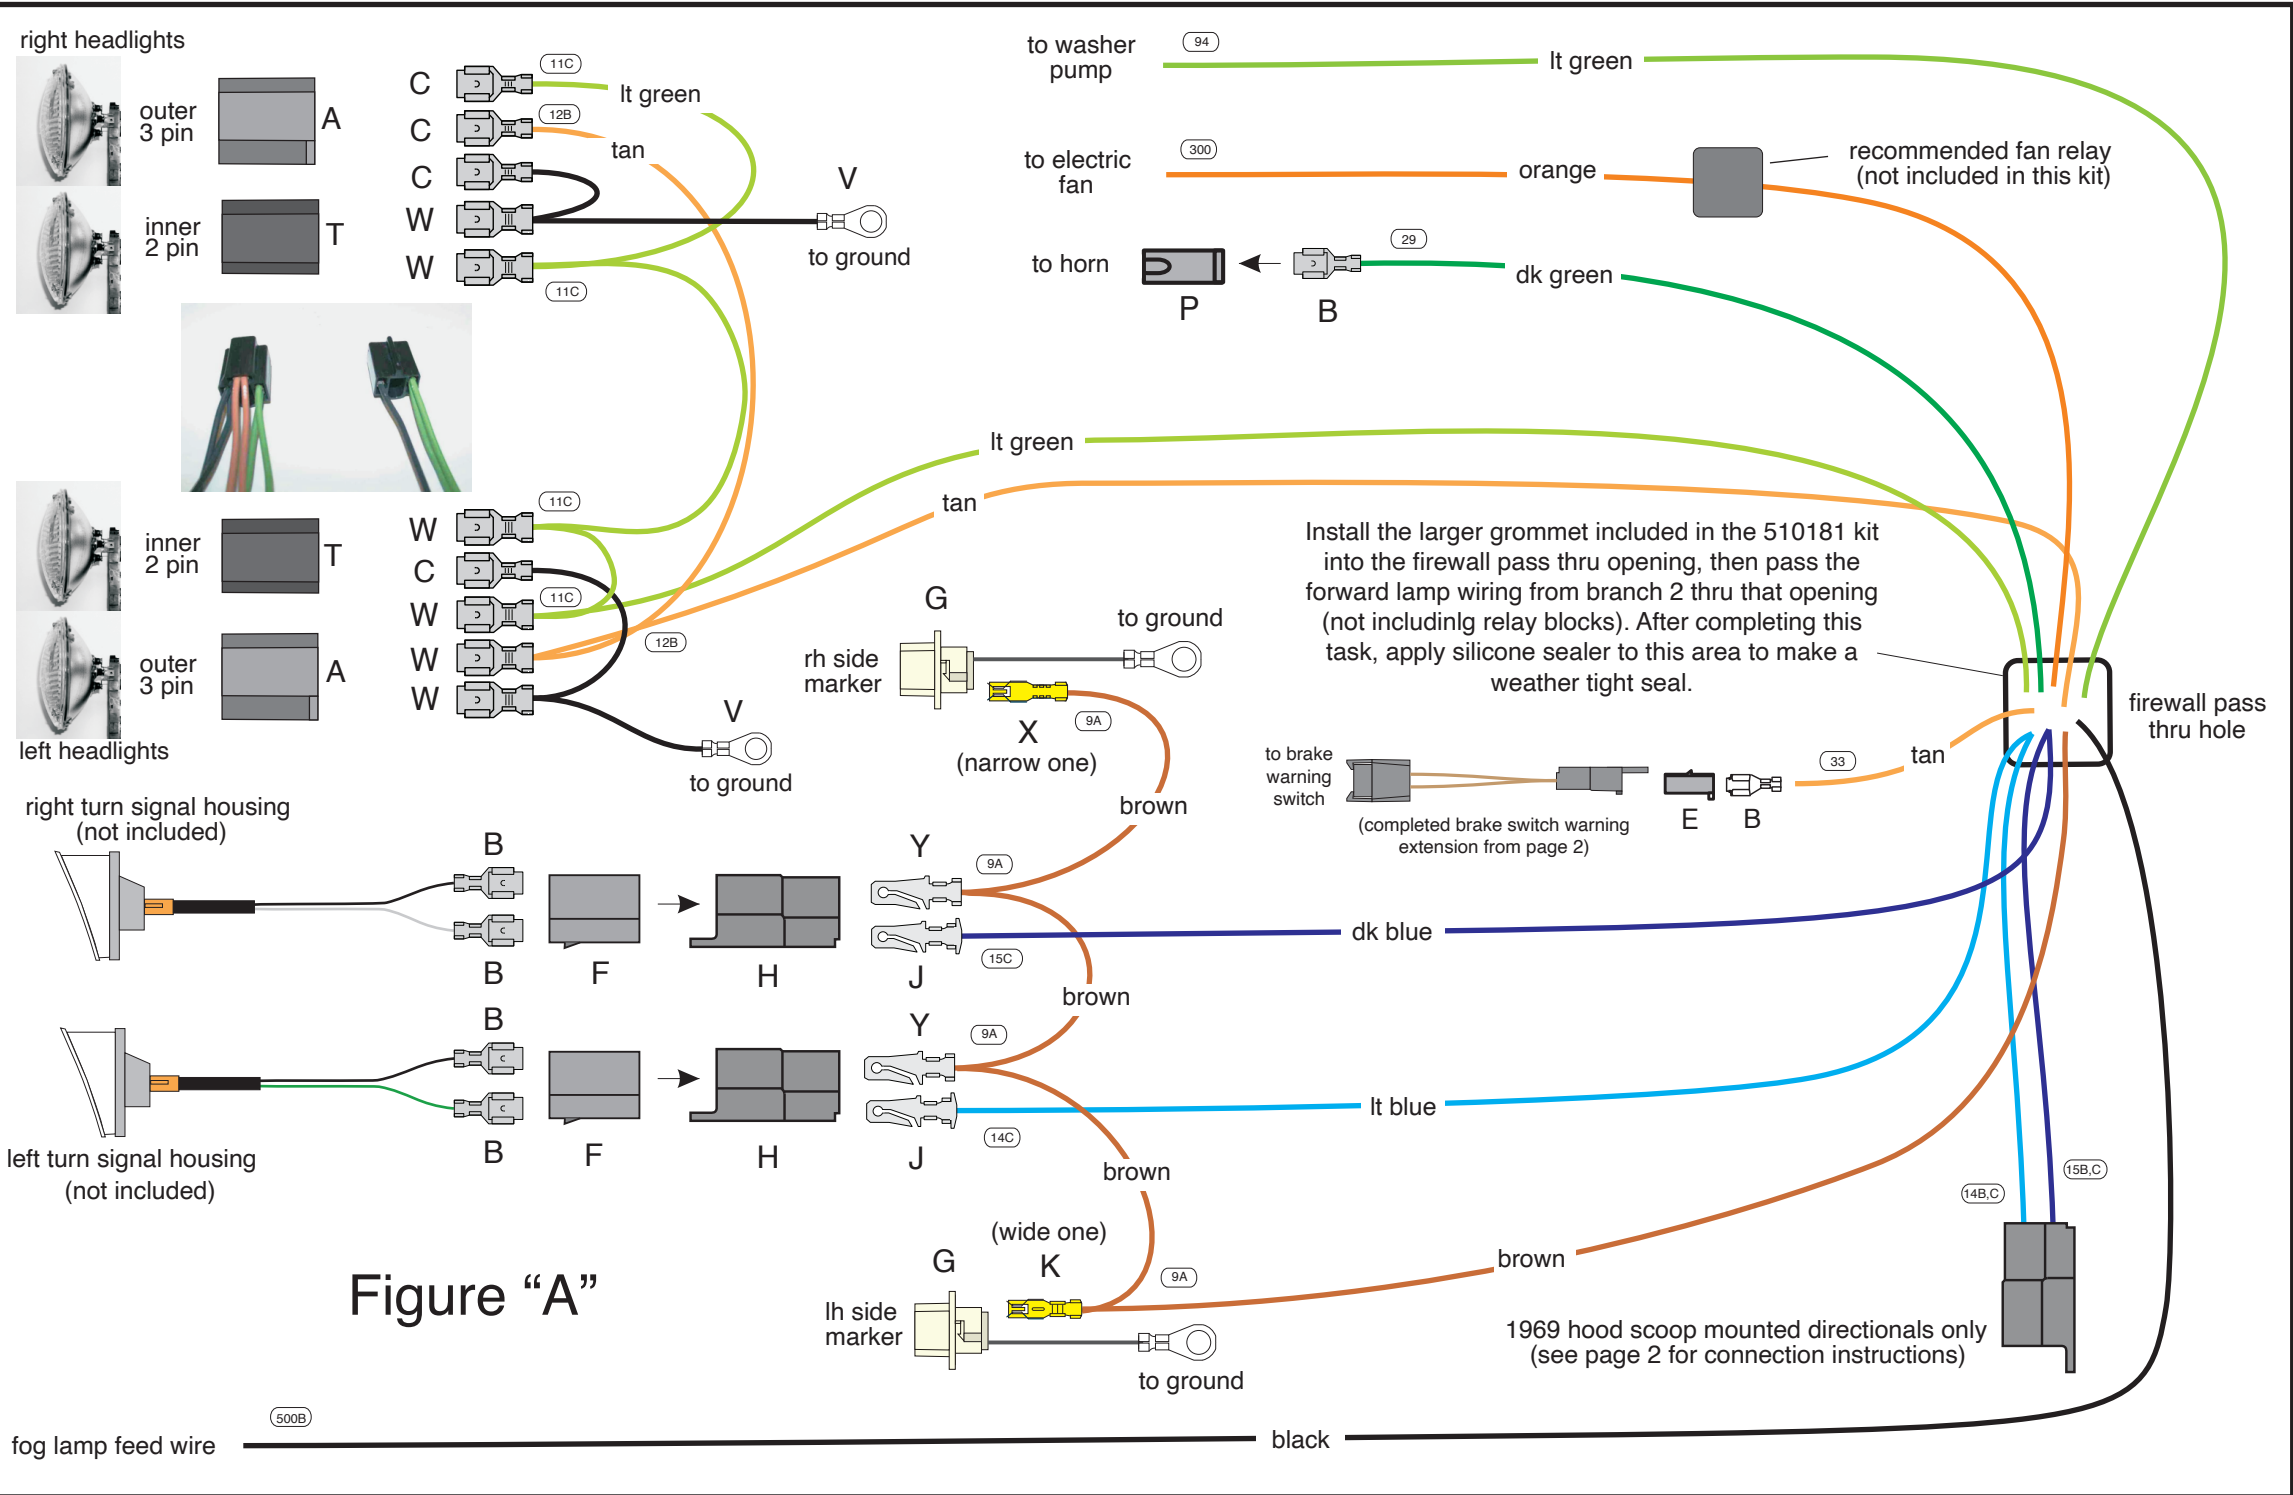 right headlights
outer
3 pin
A
inner
2 pin
T
C
11C
lt green
C
12B
tan
C
W
W
11C
V
to ground
to washer
pump
94
lt green
to electric
fan
300
orange
recommended fan relay
(not included in this kit)
to horn
P
B
29
dk green
lt green
tan
inner
2 pin
T
outer
3 pin
A
left headlights
W
11C
C
W
11C
W
12B
W
V
to ground
Install the larger grommet included in the 510181 kit
into the firewall pass thru opening, then pass the
forward lamp wiring from branch 2 thru that opening
(not includinlg relay blocks). After completing this
task, apply silicone sealer to this area to make a
weather tight seal.
firewall pass
thru hole
G
to ground
rh side
marker
X
(narrow one)
9A
brown
to brake
warning
switch
(completed brake switch warning
extension from page 2)
E
B
33
tan
right turn signal housing
(not included)
B
B
F
H
Y
9A
J
15C
dk blue
brown
left turn signal housing
(not included)
B
B
F
H
Y
9A
J
14C
lt blue
brown
(wide one)
G
K
9A
brown
lh side
marker
to ground
14B,C
15B,C
1969 hood scoop mounted directionals only
(see page 2 for connection instructions)
Figure “A”
500B
fog lamp feed wire
black